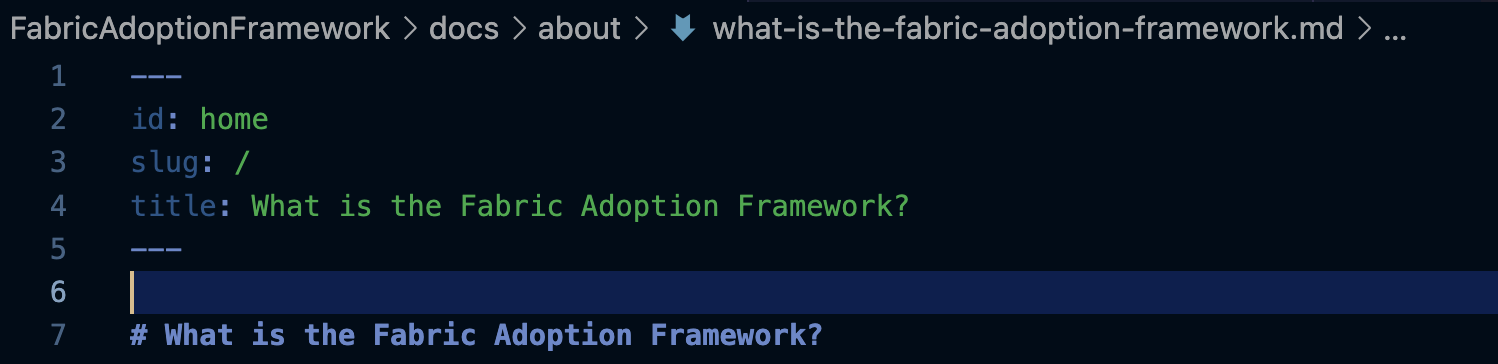 FabricAdoptionFramework > docs > about > what-is-the-fabric-adoption-framework.md > ...
1 ---
2 id: home
3 slug: /
4 title: What is the Fabric Adoption Framework?
5 ---
6
7 # What is the Fabric Adoption Framework?